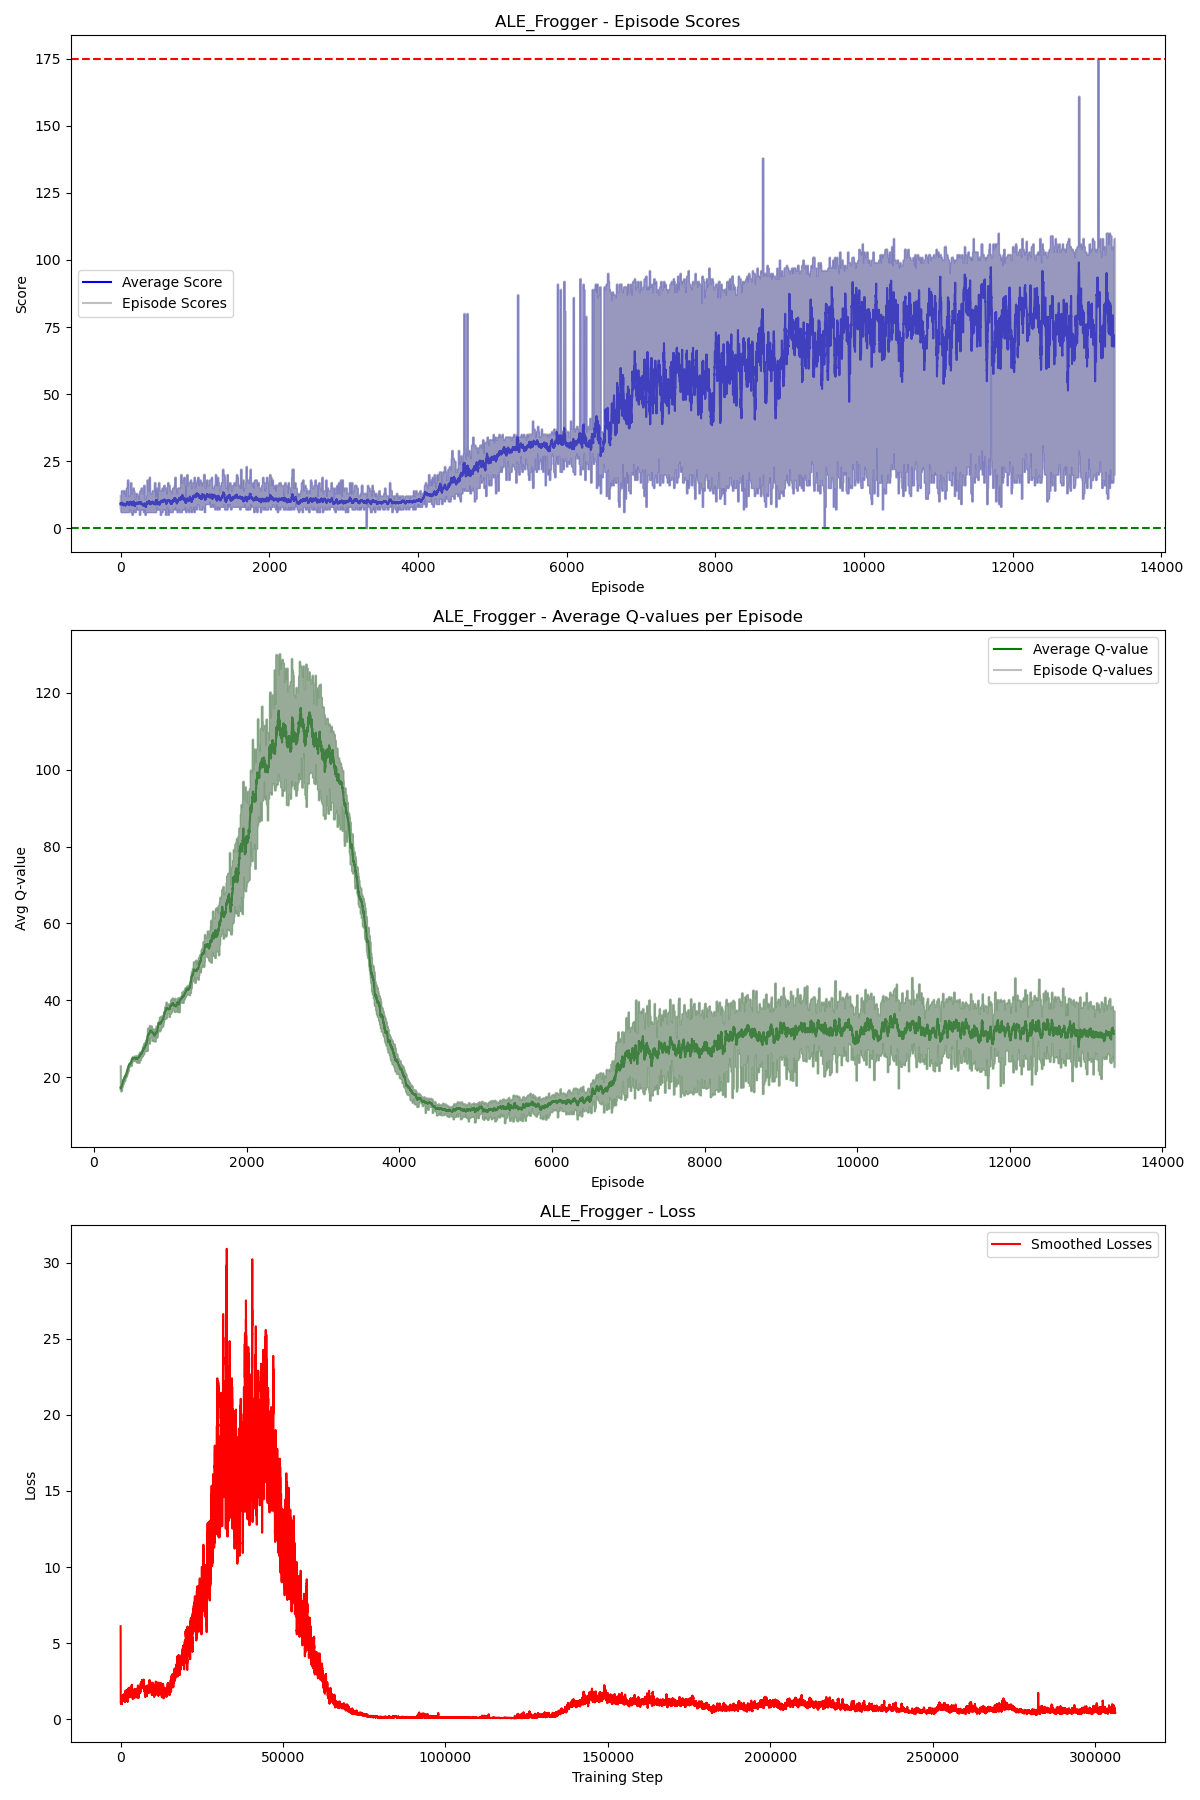 ALE_Frogger - Episode Scores
Score
175
150
125
100
75
50
25
0
Average Score
Episode Scores
0 2000 4000 6000 8000 10000 12000 14000
Episode
ALE_Frogger - Average Q-values per Episode
Avg Q-value
120
100
80
60
40
20
Average Q-value
Episode Q-values
0 2000 4000 6000 8000 10000 12000 14000
Episode
ALE_Frogger - Loss
Loss
30
25
20
15
10
5
0
Smoothed Losses
0 50000 100000 150000 200000 250000 300000
Training Step